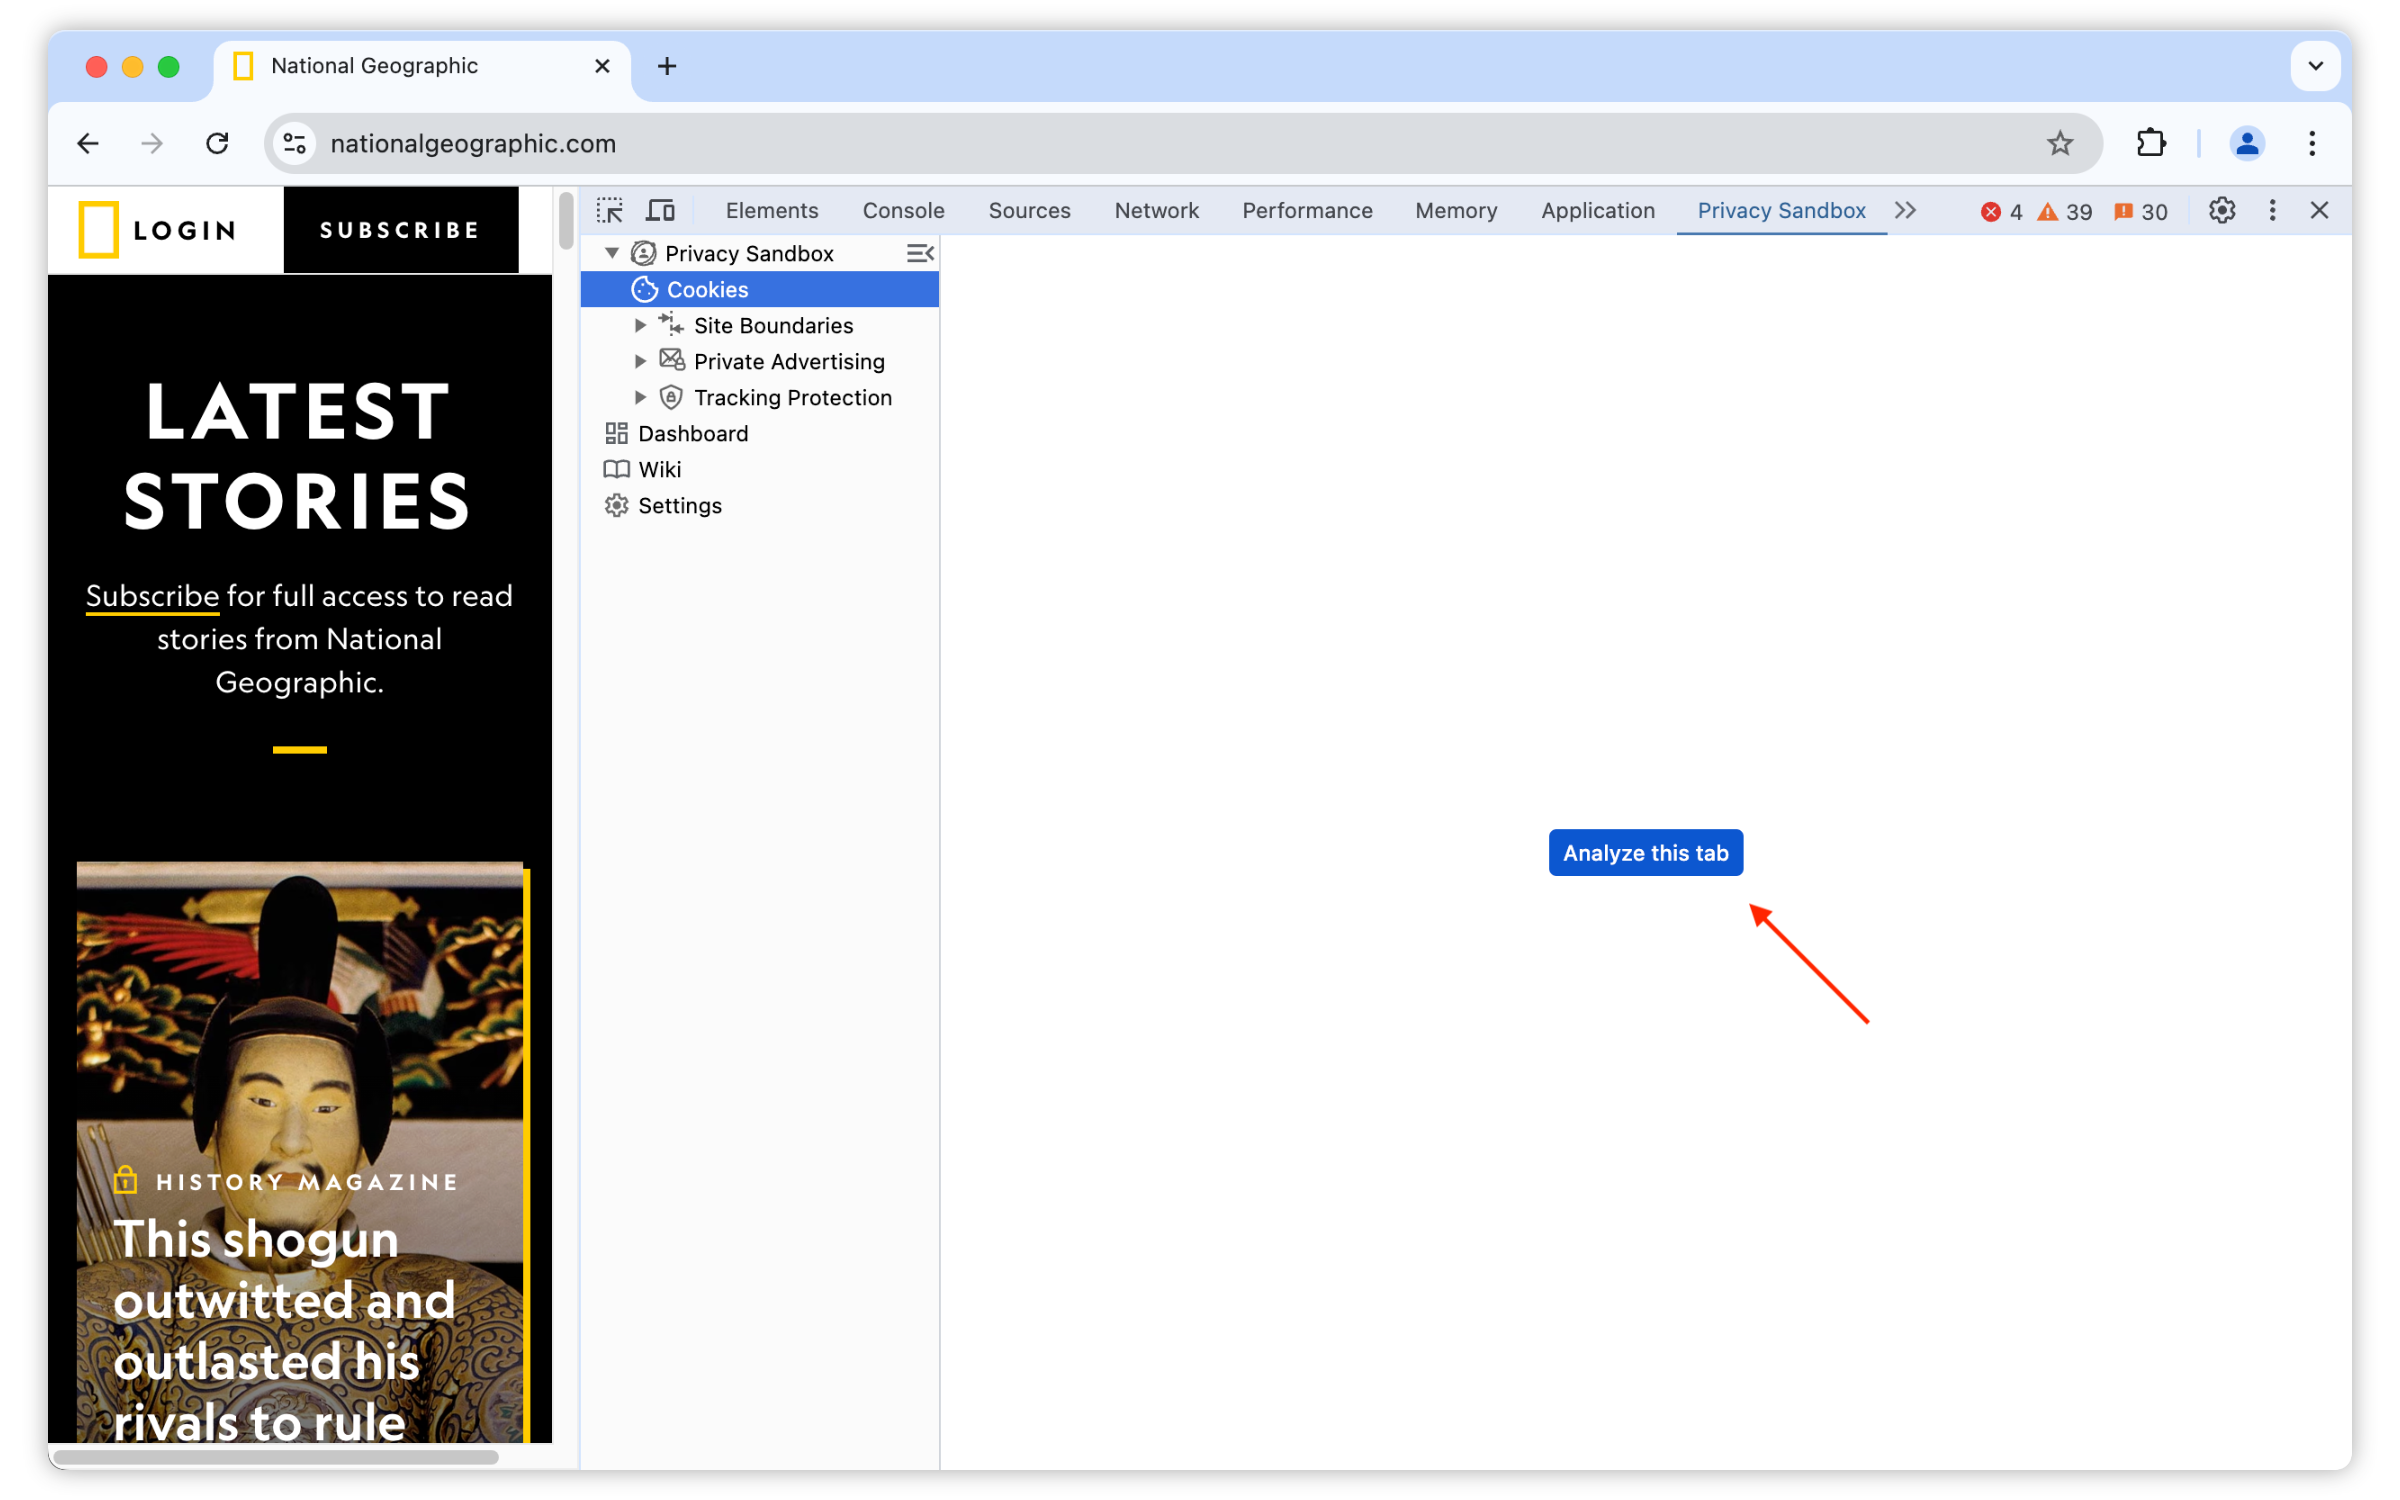 National Geographic
nationalgeographic.com
LOGIN
SUBSCRIBE
Elements
Console
Sources
Network
Performance
Memory
Application
Privacy Sandbox
4
39
30
Privacy Sandbox
Cookies
Site Boundaries
Private Advertising
Tracking Protection
Dashboard
Wiki
Settings
LATEST
STORIES
Subscribe for full access to read
stories from National
Geographic.
Analyze this tab
HISTORY MAGAZINE
This shogun
outwitted and
outlasted his
rivals to rule